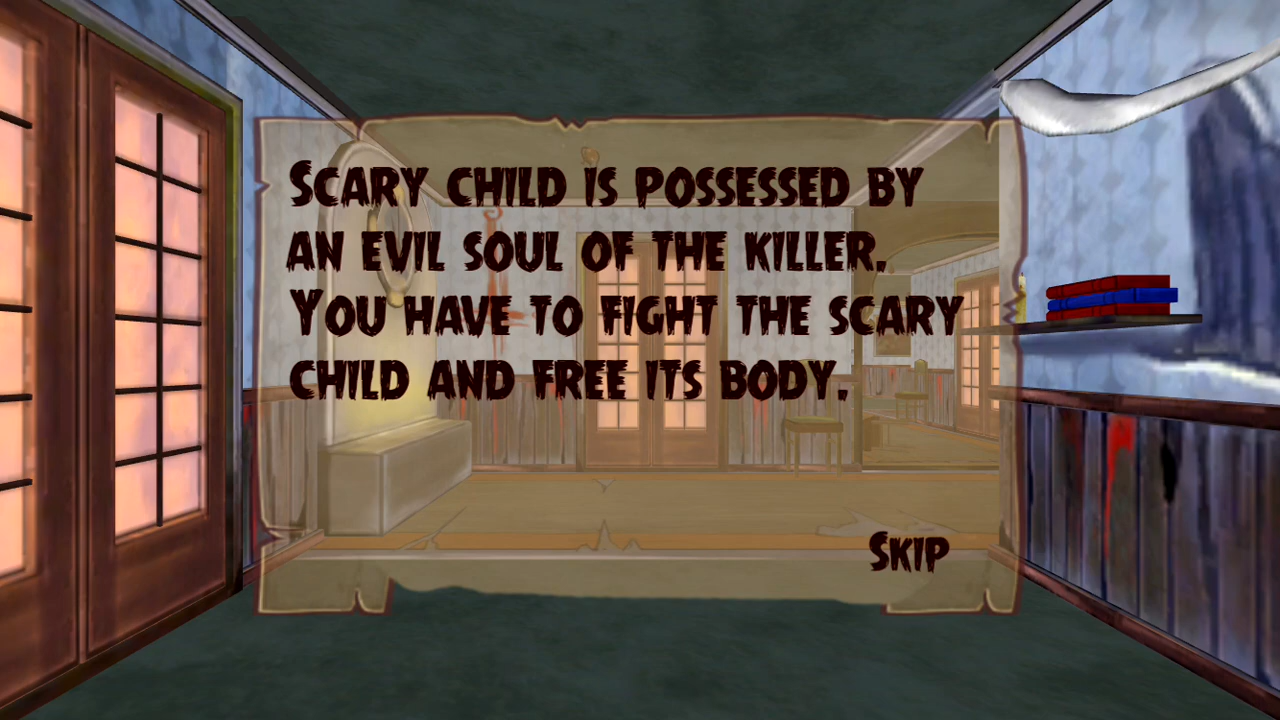 Scary child is possessed by
an evil soul of the killer.
You have to fight the scary
child and free its body.
Skip